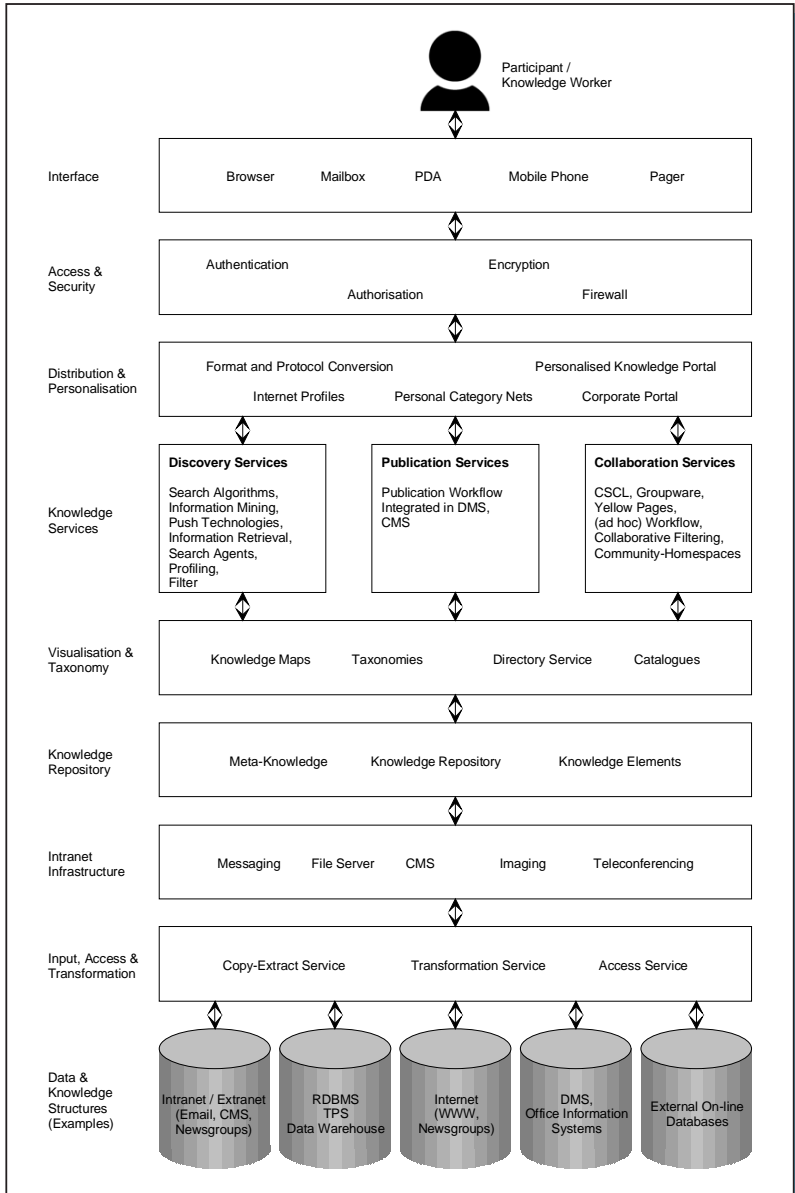 Participant /
Knowledge Worker
Interface
Browser Mailbox PDA Mobile Phone Pager
Access &
Security
Authentication Encryption
Authorisation Firewall
Distribution &
Personalisation
Format and Protocol Conversion Personalised Knowledge Portal
Internet Profiles Personal Category Nets Corporate Portal
Knowledge
Services
Discovery Services
Search Algorithms,
Information Mining,
Push Technologies,
Information Retrieval,
Search Agents,
Profiling,
Filter
Publication Services
Publication Workflow
Integrated in DMS,
CMS
Collaboration Services
CSCL, Groupware,
Yellow Pages,
(ad hoc) Workflow,
Collaborative Filtering,
Community-Homespaces
Visualisation &
Taxonomy
Knowledge Maps Taxonomies Directory Service Catalogues
Knowledge
Repository
Meta-Knowledge Knowledge Repository Knowledge Elements
Intranet
Infrastructure
Messaging File Server CMS Imaging Teleconferencing
Input, Access &
Transformation
Copy-Extract Service Transformation Service Access Service
Data &
Knowledge
Structures
(Examples)
Intranet / Extranet
(Email, CMS,
Newsgroups)
RDBMS
TPS
Data Warehouse
Internet
(WWW,
Newsgroups)
DMS,
Office Information
Systems
External On-line
Databases